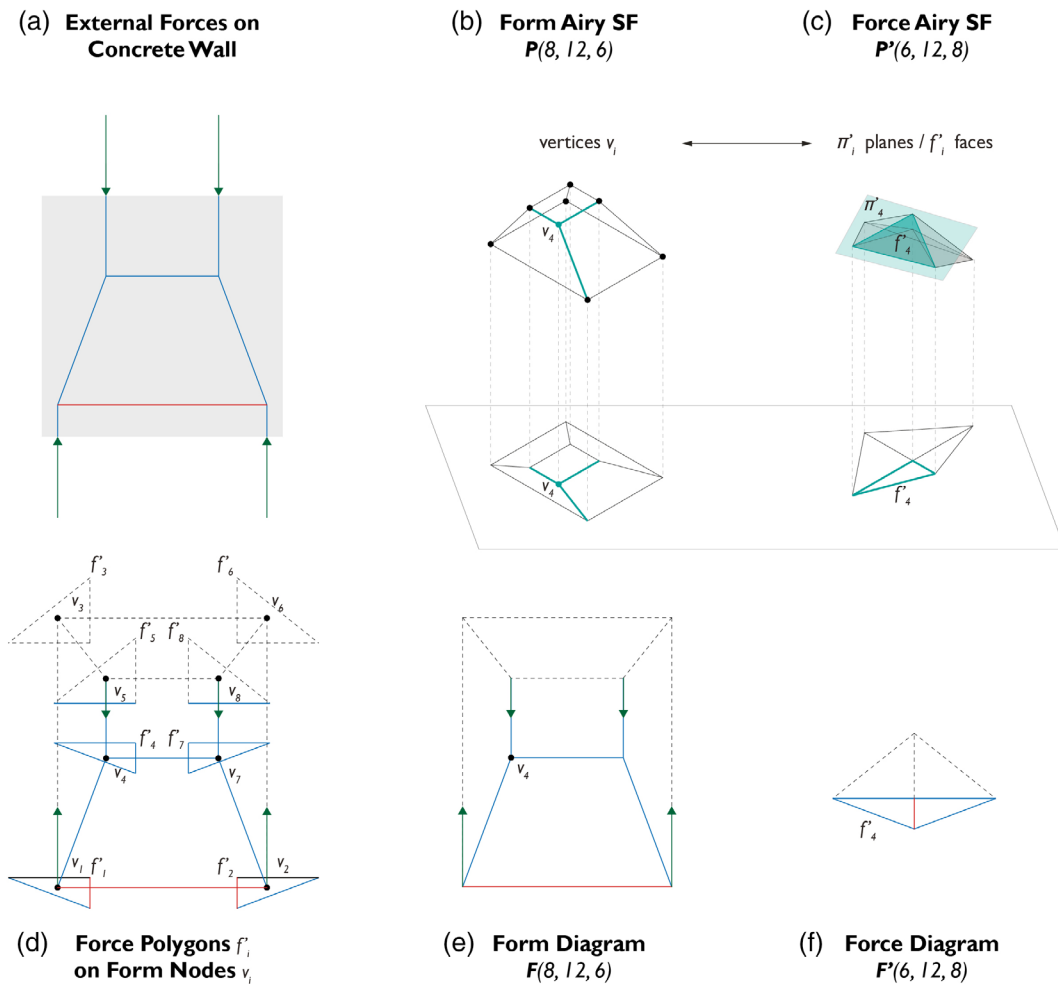 (a) External Forces on
Concrete Wall
(b) Form Airy SF
P(8, 12, 6)
(c) Force Airy SF
P'(6, 12, 8)
vertices vᵢ
π'ᵢ planes / f'ᵢ faces
v₄
π'₄
f'₄
v₄
f'₄
f'₃
f'₆
v₃
v₆
f'₅
f'₈
v₅
v₈
f'₄
f'₇
v₄
v₇
v₁
f'₁
f'₂
v₂
v₄
f'₄
(d) Force Polygons f'ᵢ
on Form Nodes vᵢ
(e) Form Diagram
F(8, 12, 6)
(f) Force Diagram
F'(6, 12, 8)